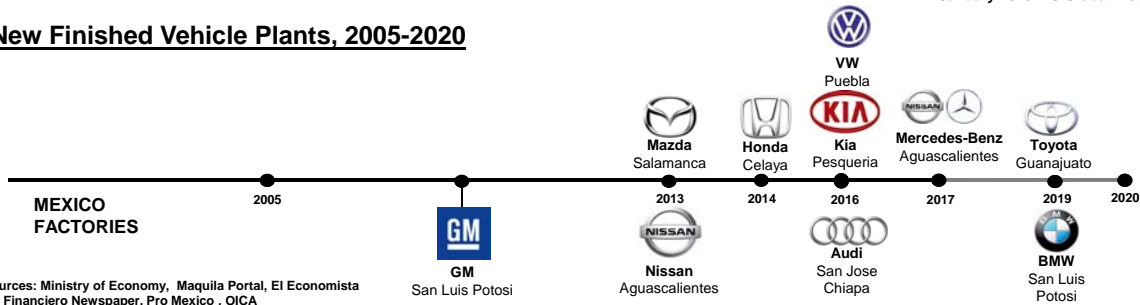 New Finished Vehicle Plants, 2005-2020
VW
Puebla
KIA
NISSAN
Mazda
Salamanca
Honda
Celaya
Kia
Pesqueria
Mercedes-Benz
Aguascalientes
Toyota
Guanajuato
MEXICO
FACTORIES
2005
2013
2014
2016
2017
2019
2020
GM
GM
San Luis Potosi
NISSAN
Nissan
Aguascalientes
Audi
San Jose
Chiapa
BMW
BMW
San Luis
Potosi
urces: Ministry of Economy, Maquila Portal, El Economista
Financiero Newspaper, Pro Mexico , OICA